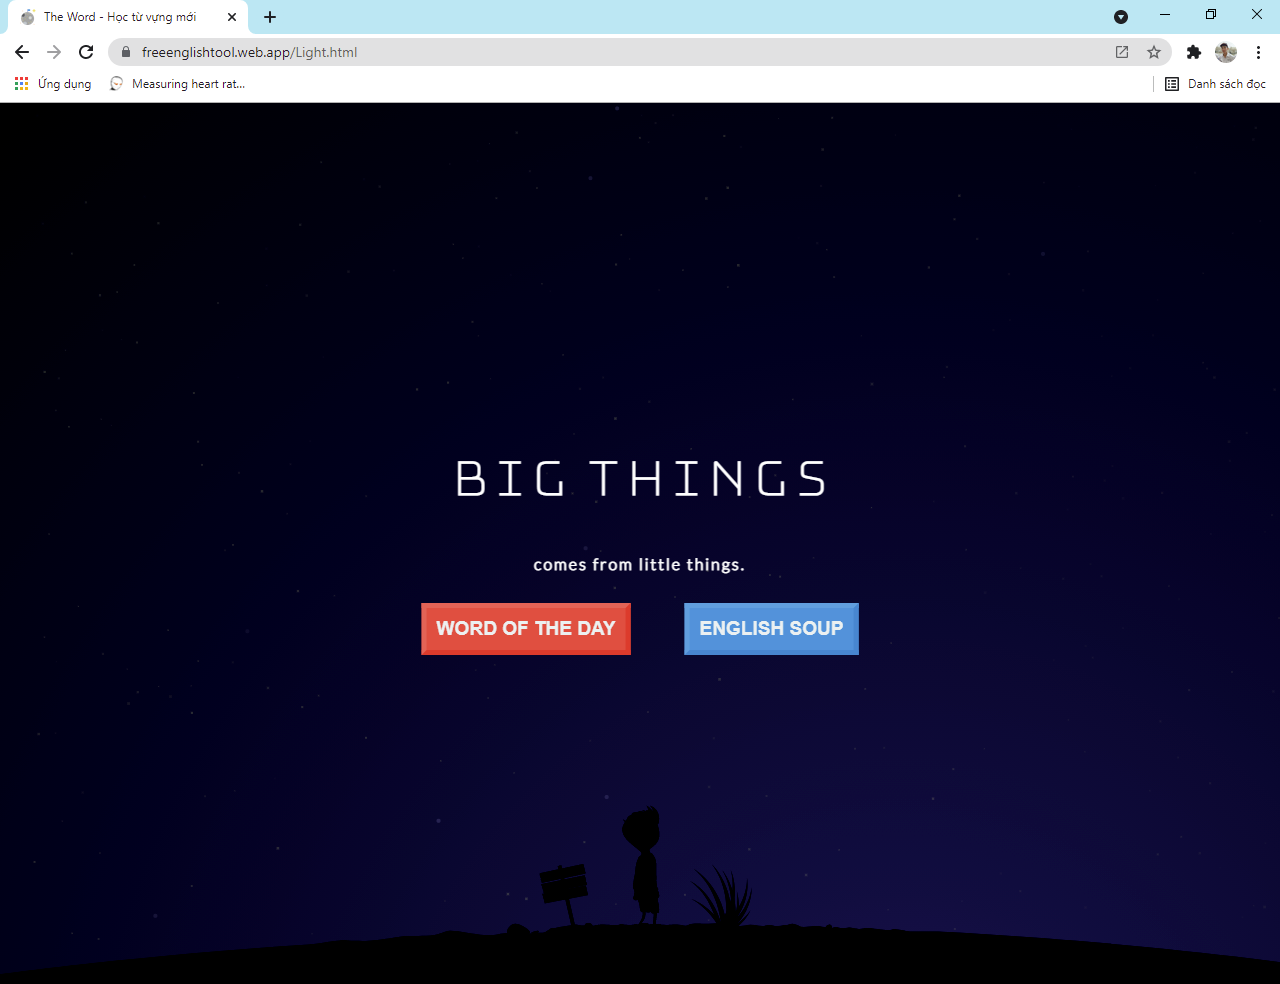 The Word - Học từ vựng mới
freeenglishtool.web.app/Light.html
Ứng dụng
Measuring heart rat...
Danh sách đọc
BIG THINGS
comes from little things.
WORD OF THE DAY
ENGLISH SOUP